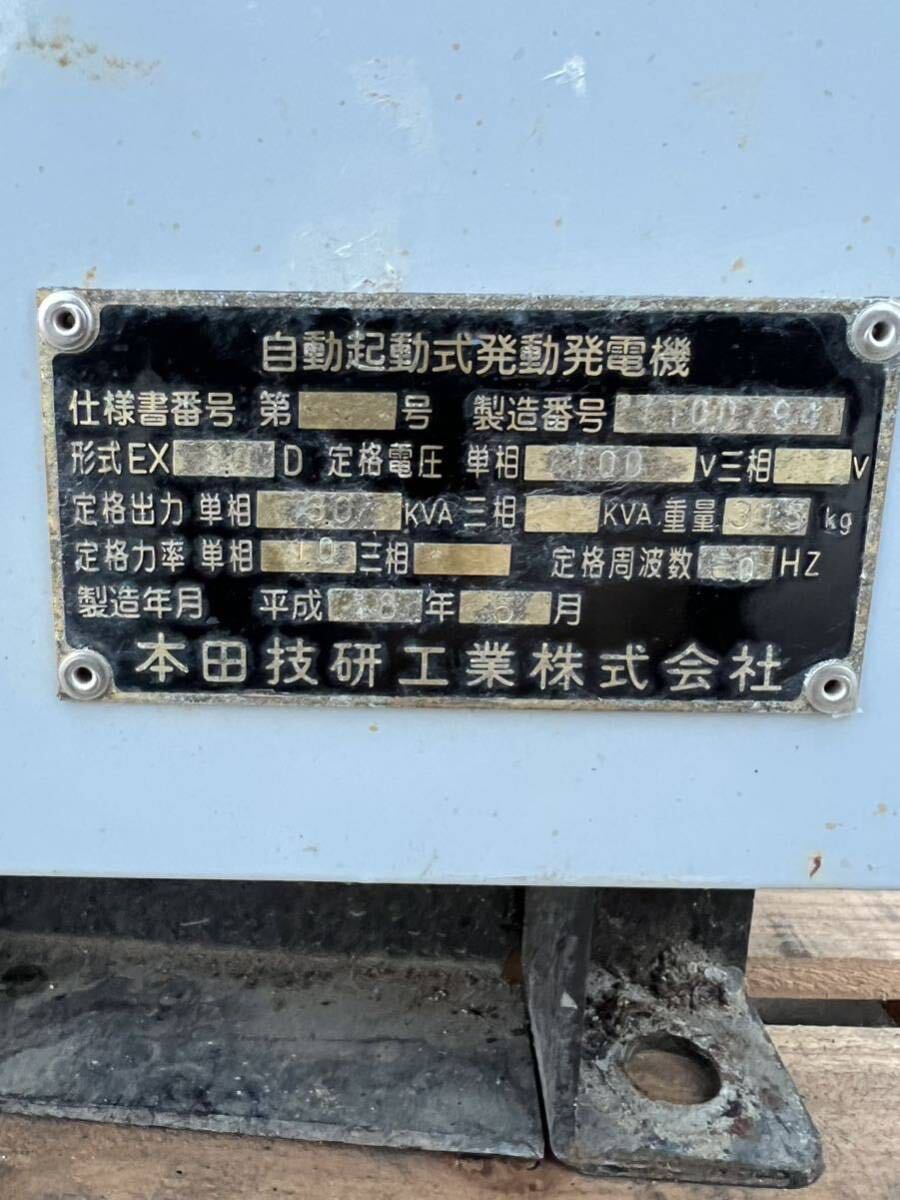 自動起動式発動発電機
仕様書番号 第 号 製造番号
形式EX D 定格電圧 単相 100 V三相 V
定格出力 単相 KVA 三相 KVA 重量 315 kg
定格力率 単相 10 三相 定格周波数 HZ
製造年月 平成 18 年 月
本田技研工業株式会社